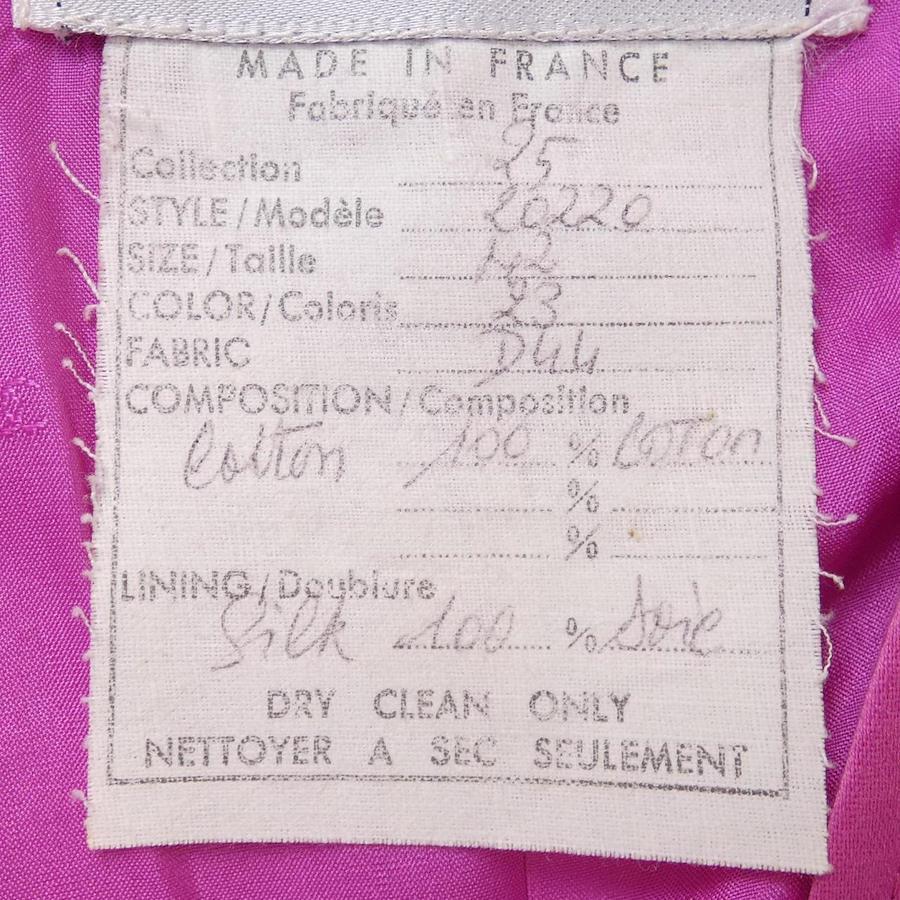 MADE IN FRANCE
Fabriqué en France
Collection 25
STYLE/Modèle 20220
SIZE/Taille 42
COLOR/Coloris 23
FABRIC D44
COMPOSITION/Composition
Cotton 100 % COTON
%
%
LINING/Doublure
Silk 100 % Soie
DRY CLEAN ONLY
NETTOYER A SEC SEULEMENT